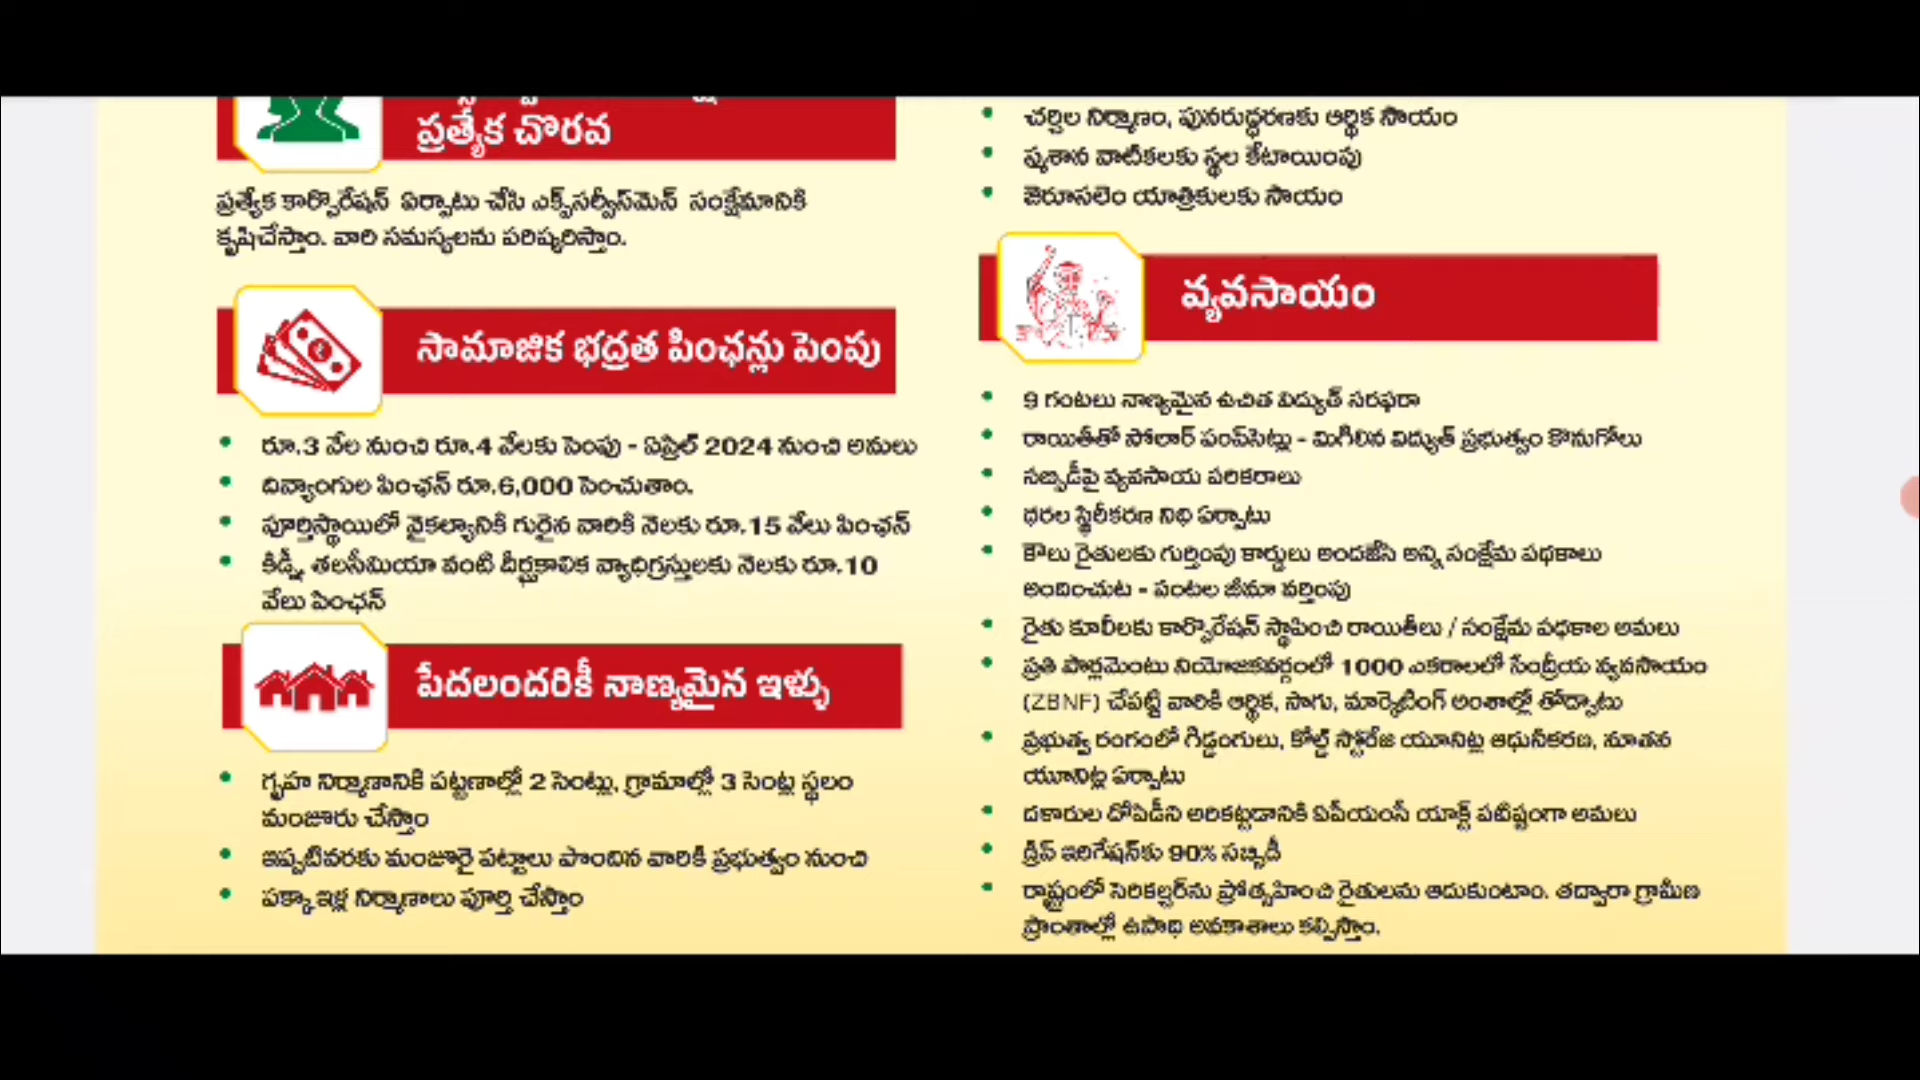 ప్రత్యేక చొరవ
ప్రత్యేక కార్పొరేషన్ ఏర్పాటు చేసి ఎక్స్‌సర్వీస్‌మెన్ సంక్షేమానికి
కృషిచేస్తాం. వారి సమస్యలను పరిష్కరిస్తాం.
సామాజిక భద్రత పింఛన్లు పెంపు
రూ.3 వేల నుంచి రూ.4 వేలకు పెంపు - ఏప్రిల్ 2024 నుంచి అమలు
దివ్యాంగుల పింఛన్ రూ.6,000 పెంచుతాం.
పూర్తిస్థాయిలో వైకల్యానికి గురైన వారికి నెలకు రూ.15 వేలు పింఛన్
కిడ్నీ, తలసీమియా వంటి దీర్ఘకాలిక వ్యాధిగ్రస్తులకు నెలకు రూ.10
వేలు పింఛన్
పేదలందరికీ నాణ్యమైన ఇళ్ళు
గృహ నిర్మాణానికి పట్టణాల్లో 2 సెంట్లు, గ్రామాల్లో 3 సెంట్ల స్థలం
మంజూరు చేస్తాం
ఇప్పటివరకు మంజూరై పట్టాలు పొందిన వారికి ప్రభుత్వం నుంచి
పక్కా ఇళ్ల నిర్మాణాలు పూర్తి చేస్తాం
చర్చిల నిర్మాణం, పునరుద్ధరణకు ఆర్థిక సాయం
స్మశాన వాటికలకు స్థల కేటాయింపు
జెరూసలెం యాత్రికులకు సాయం
వ్యవసాయం
9 గంటలు నాణ్యమైన ఉచిత విద్యుత్ సరఫరా
రాయితీతో సోలార్ పంప్‌సెట్లు - మిగిలిన విద్యుత్ ప్రభుత్వం కొనుగోలు
సబ్సిడీపై వ్యవసాయ పరికరాలు
ధరల స్థిరీకరణ నిధి ఏర్పాటు
కౌలు రైతులకు గుర్తింపు కార్డులు అందజేసి అన్ని సంక్షేమ పథకాలు
అందించుట - పంటల బీమా వర్తింపు
రైతు కూలీలకు కార్పొరేషన్ స్థాపించి రాయితీలు / సంక్షేమ పథకాల అమలు
ప్రతి పార్లమెంటు నియోజకవర్గంలో 1000 ఎకరాలలో సేంద్రీయ వ్యవసాయం
(ZBNF) చేపట్టి వారికి ఆర్థిక, సాగు, మార్కెటింగ్ అంశాల్లో తోడ్పాటు
ప్రభుత్వ రంగంలో గిడ్డంగులు, కోల్డ్ స్టోరేజ యూనిట్ల ఆధునీకరణ, నూతన
యూనిట్ల ఏర్పాటు
దళారుల దోపిడీని అరికట్టడానికి ఏపీయంసీ యాక్ట్ పటిష్టంగా అమలు
డ్రిప్ ఇరిగేషన్‌కు 90% సబ్సిడీ
రాష్ట్రంలో సెరికల్చర్‌ను ప్రోత్సహించి రైతులను ఆదుకుంటాం. తద్వారా గ్రామీణ
ప్రాంతాల్లో ఉపాధి అవకాశాలు కల్పిస్తాం.